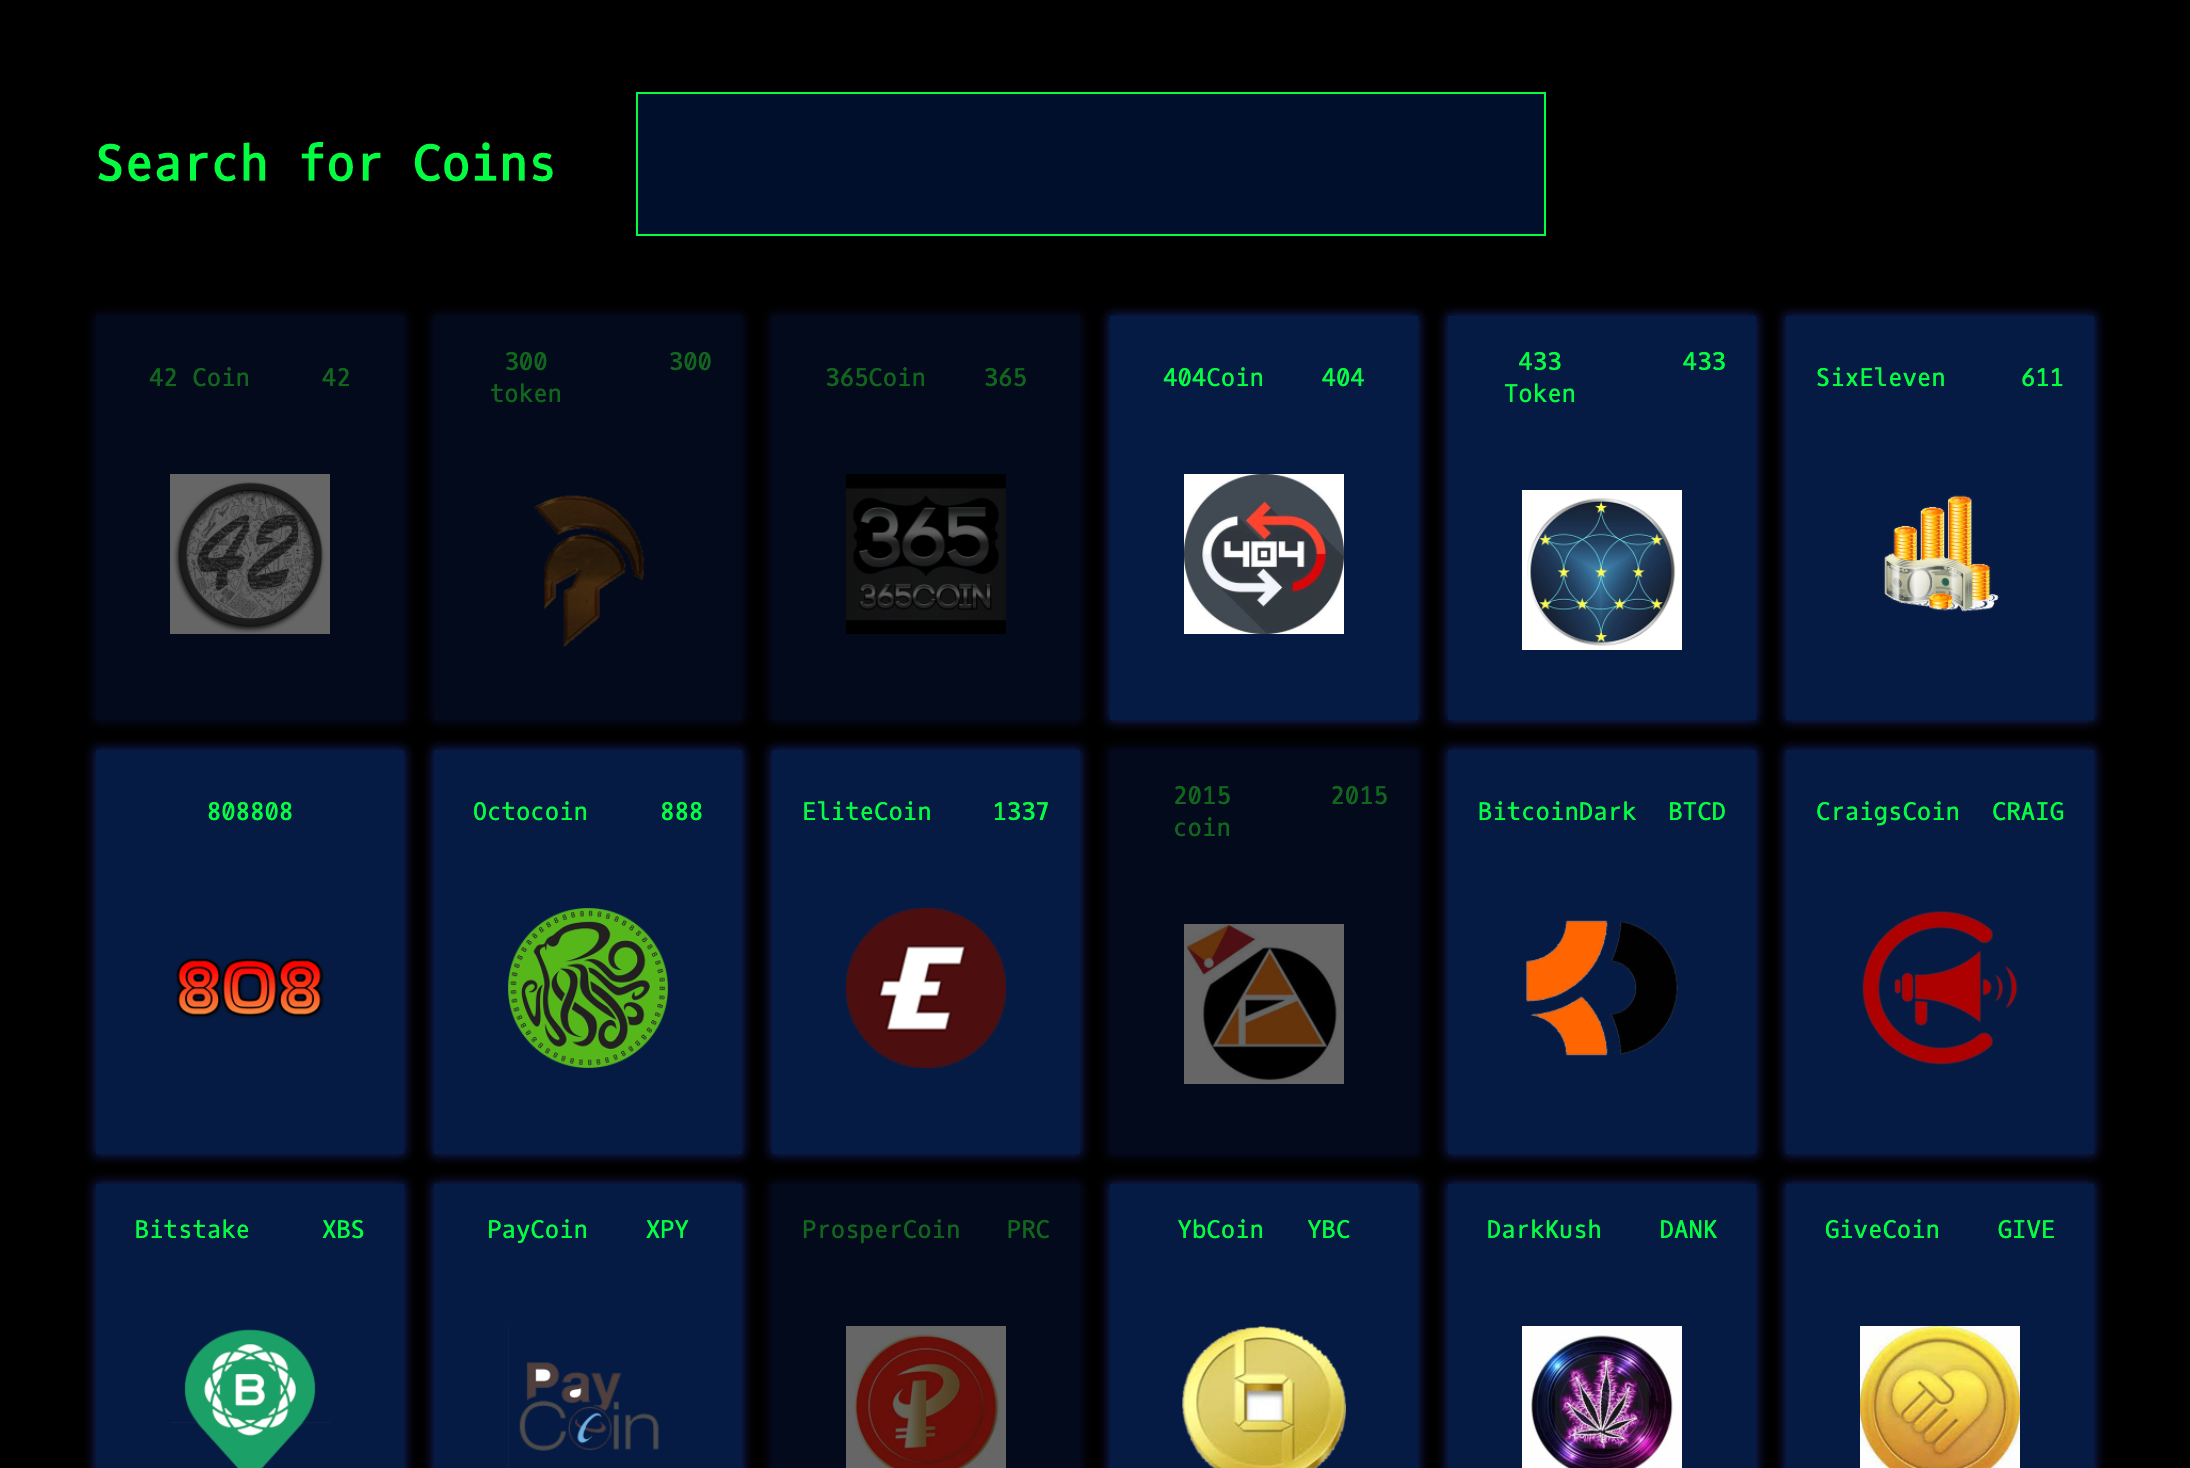 Search for Coins
42 Coin 42
300 token 300
365Coin 365
404Coin 404
433 Token 433
SixEleven 611
42
365
365COIN
404
808808
Octocoin 888
EliteCoin 1337
2015 coin 2015
BitcoinDark BTCD
CraigsCoin CRAIG
808
Bitstake XBS
PayCoin XPY
ProsperCoin PRC
YbCoin YBC
DarkKush DANK
GiveCoin GIVE
B
Pay
Coin